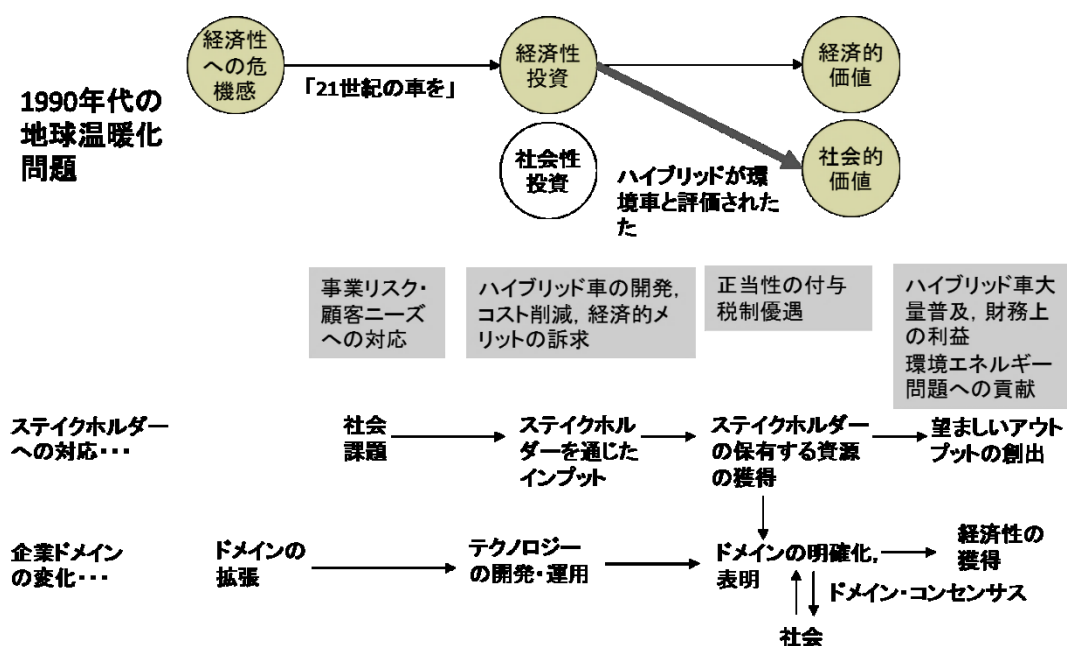 経済性
への危
機感
「21世紀の車を」
経済性
投資
経済的
価値
1990年代の
地球温暖化
問題
社会性
投資
ハイブリッドが環
境車と評価されたた
た
社会的
価値
事業リスク・
顧客ニーズ
への対応
ハイブリッド車の開発,
コスト削減, 経済的メ
リットの訴求
正当性の付与
税制優遇
ハイブリッド車大
量普及, 財務上
の利益
環境エネルギー
問題への貢献
ステイクホルダー
への対応・・・
社会
課題
ステイクホル
ダーを通じた
インプット
ステイクホルダー
の保有する資源
の獲得
望ましいアウト
プットの創出
企業ドメイン
の変化・・・
ドメインの
拡張
テクノロジー
の開発・運用
ドメインの明確化,
表明
経済性の
獲得
ドメイン・コンセンサス
社会